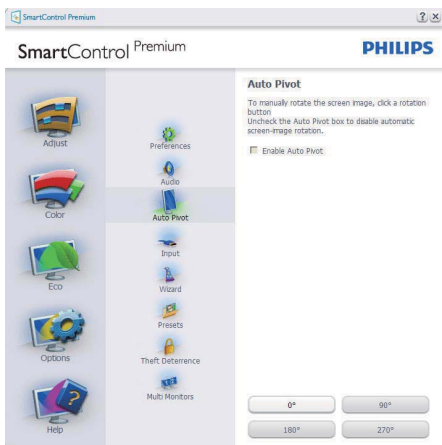 SmartControl Premium
SmartControl Premium
PHILIPS
Adjust
Color
Eco
Options
Help
Preferences
Audio
Auto Pivot
Input
Wizard
Presets
Theft Deterrence
Multi Monitors
Auto Pivot
To manually rotate the screen image, click a rotation
button
Uncheck the Auto Pivot box to disable automatic
screen-image rotation.
Enable Auto Pivot
0°
90°
180°
270°